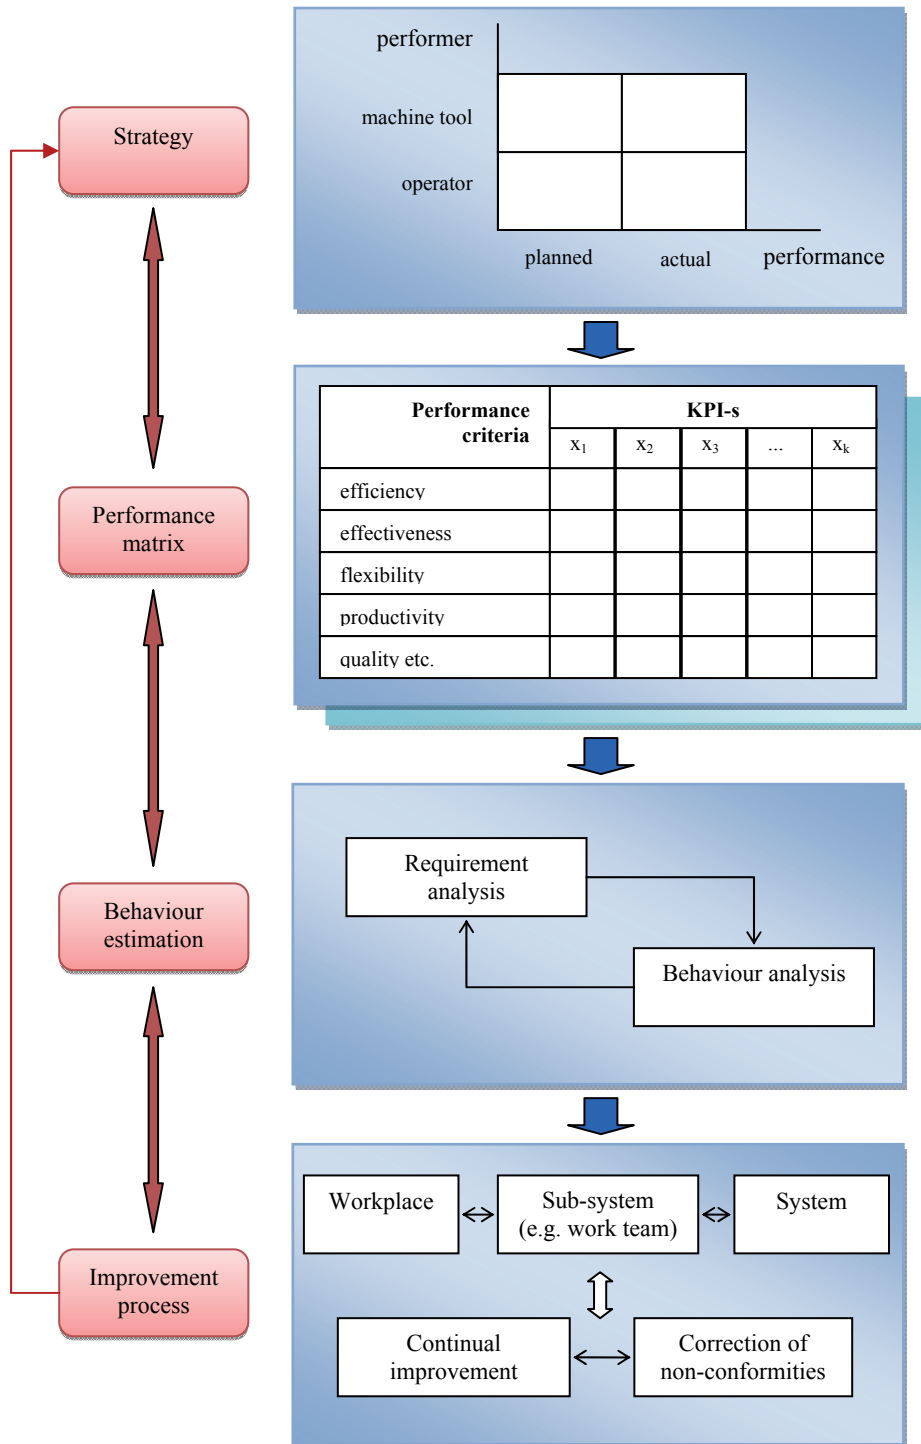 performer
machine tool
operator
planned actual performance
Strategy
Performance KPI-s
criteria
x1 x2 x3 ... xk
efficiency
effectiveness
flexibility
productivity
quality etc.
Performance
matrix
Requirement
analysis
Behaviour analysis
Behaviour
estimation
Workplace Sub-system System
(e.g. work team)
Continual Correction of
improvement non-conformities
Improvement
process